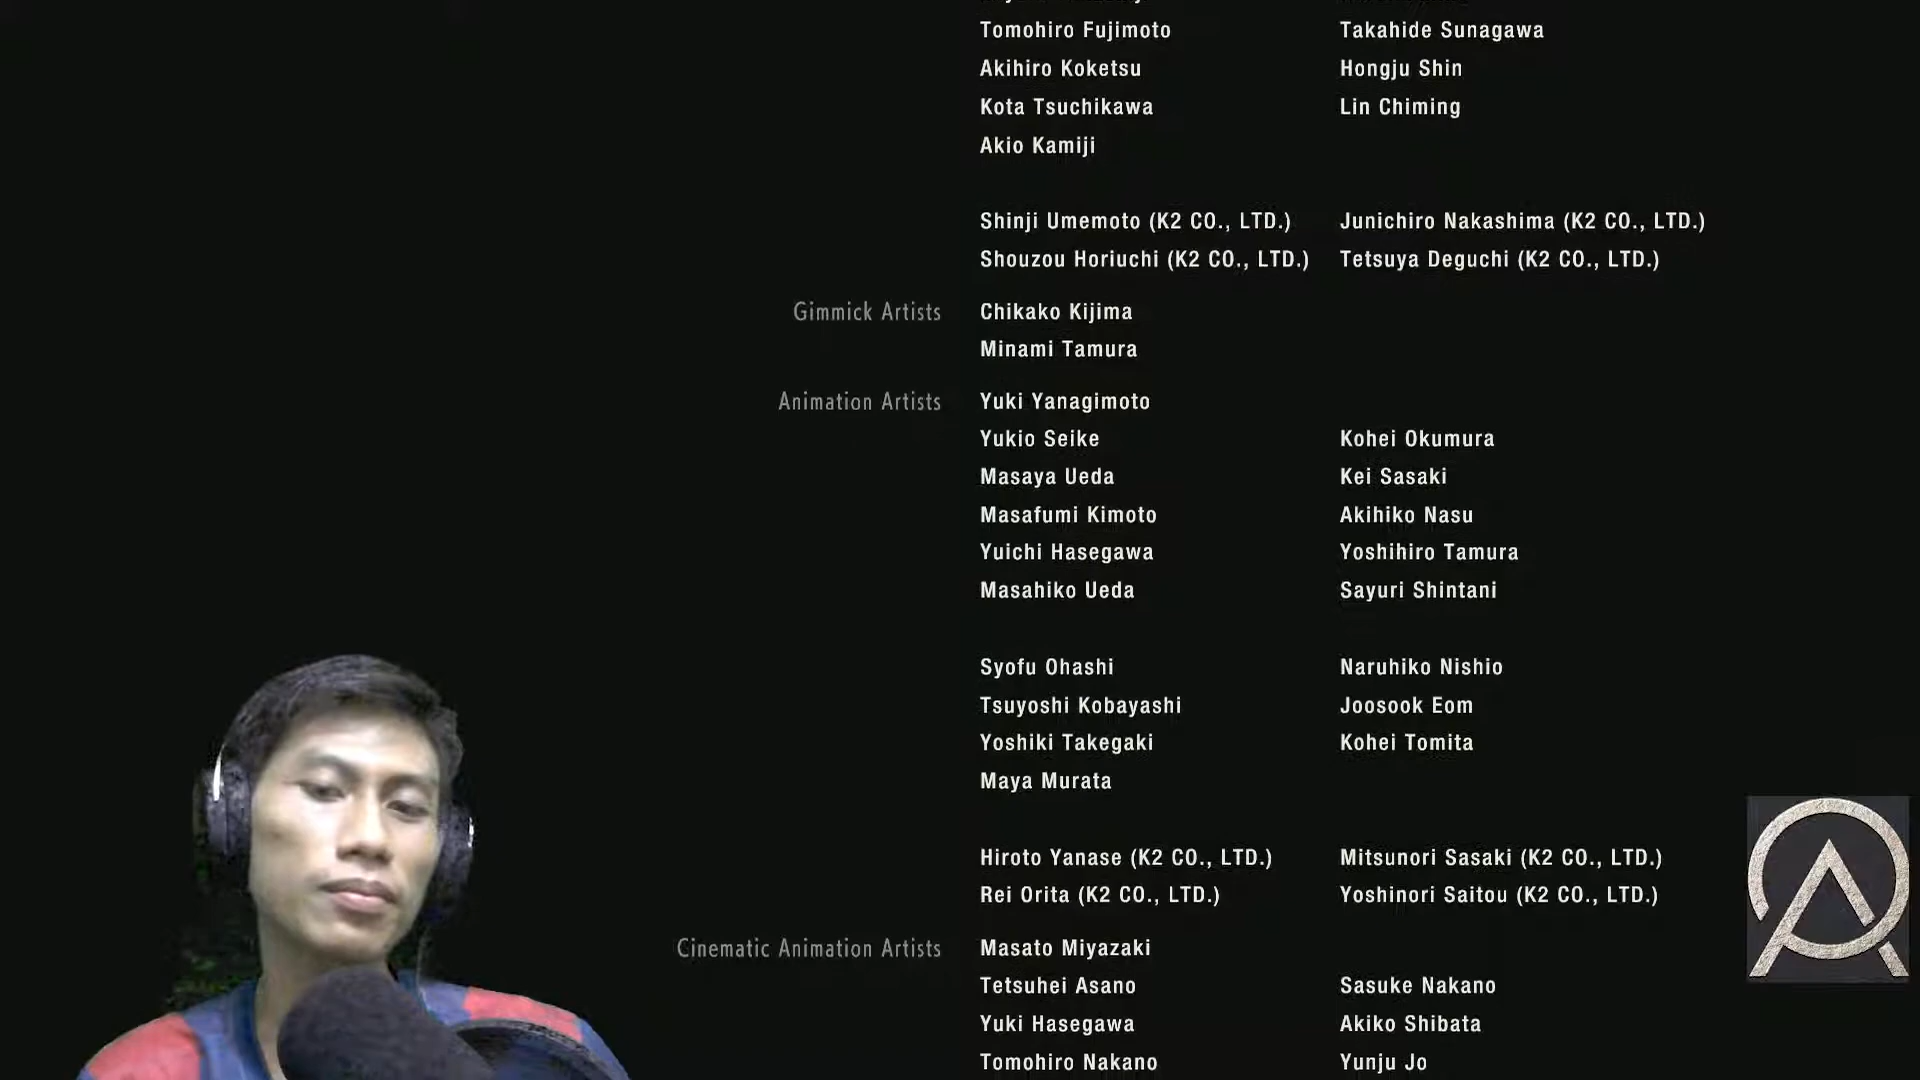 Tomohiro Fujimoto Takahide Sunagawa
Akihiro Koketsu Hongju Shin
Kota Tsuchikawa Lin Chiming
Akio Kamiji
Shinji Umemoto (K2 CO., LTD.) Junichiro Nakashima (K2 CO., LTD.)
Shouzou Horiuchi (K2 CO., LTD.) Tetsuya Deguchi (K2 CO., LTD.)
Gimmick Artists Chikako Kijima
Minami Tamura
Animation Artists Yuki Yanagimoto
Yukio Seike Kohei Okumura
Masaya Ueda Kei Sasaki
Masafumi Kimoto Akihiko Nasu
Yuichi Hasegawa Yoshihiro Tamura
Masahiko Ueda Sayuri Shintani
Syofu Ohashi Naruhiko Nishio
Tsuyoshi Kobayashi Joosook Eom
Yoshiki Takegaki Kohei Tomita
Maya Murata
Hiroto Yanase (K2 CO., LTD.) Mitsunori Sasaki (K2 CO., LTD.)
Rei Orita (K2 CO., LTD.) Yoshinori Saitou (K2 CO., LTD.)
Cinematic Animation Artists Masato Miyazaki
Tetsuhei Asano Sasuke Nakano
Yuki Hasegawa Akiko Shibata
Tomohiro Nakano Yunju Jo